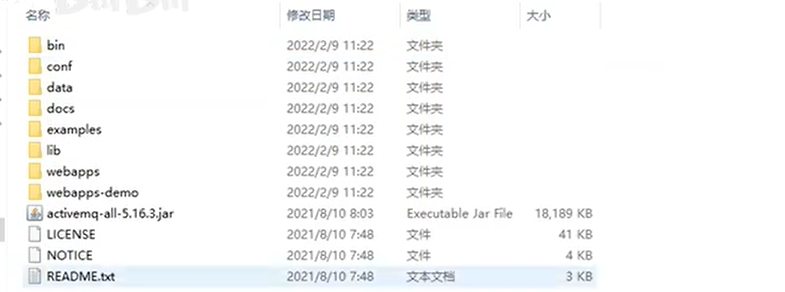 名称 修改日期 类型 大小
bin 2022/2/9 11:22 文件夹
conf 2022/2/9 11:22 文件夹
data 2022/2/9 11:22 文件夹
docs 2022/2/9 11:22 文件夹
examples 2022/2/9 11:22 文件夹
lib 2022/2/9 11:22 文件夹
webapps 2022/2/9 11:22 文件夹
webapps-demo 2022/2/9 11:22 文件夹
activemq-all-5.16.3.jar 2021/8/10 8:03 Executable Jar File 18,189 KB
LICENSE 2021/8/10 7:48 文件 41 KB
NOTICE 2021/8/10 7:48 文件 4 KB
README.txt 2021/8/10 7:48 文本文档 3 KB